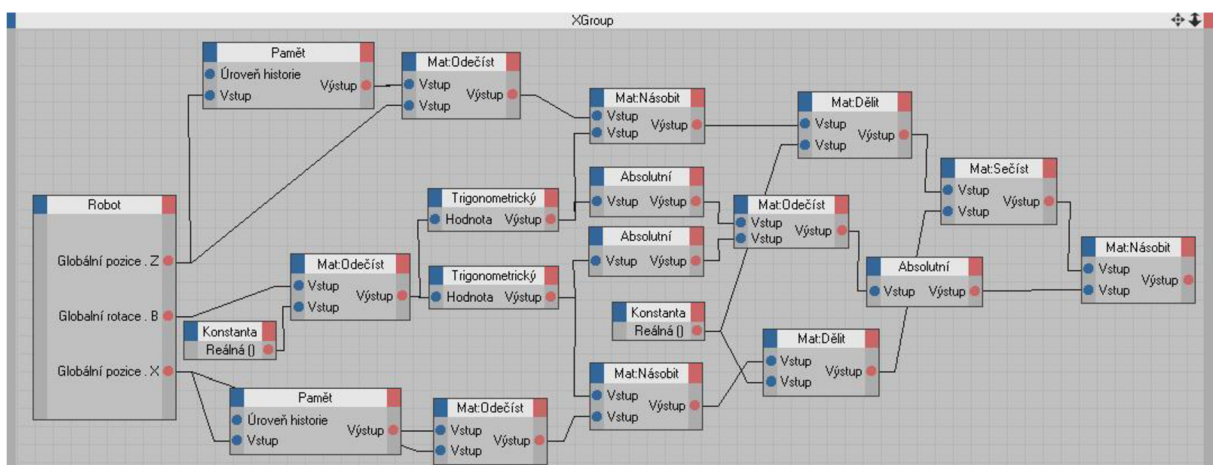 XGroup
Pamět
Úroveň historie
Vstup
Výstup
Mat:Odečíst
Vstup
Vstup
Výstup
Mat:Násobit
Vstup
Vstup
Výstup
Mat:Dělit
Vstup
Vstup
Výstup
Mat:Sečíst
Vstup
Vstup
Výstup
Robot
Globální pozice . Z
Globalní rotace . B
Globální pozice . X
Trigonometrický
Hodnota
Výstup
Absolutní
Vstup
Výstup
Mat:Odečíst
Vstup
Vstup
Výstup
Absolutní
Vstup
Výstup
Mat:Násobit
Vstup
Vstup
Výstup
Mat:Odečíst
Vstup
Vstup
Výstup
Trigonometrický
Hodnota
Výstup
Absolutní
Vstup
Výstup
Konstanta
Reálná ()
Konstanta
Reálná ()
Mat:Dělit
Vstup
Vstup
Výstup
Mat:Násobit
Vstup
Vstup
Výstup
Pamět
Úroveň historie
Vstup
Výstup
Mat:Odečíst
Vstup
Vstup
Výstup